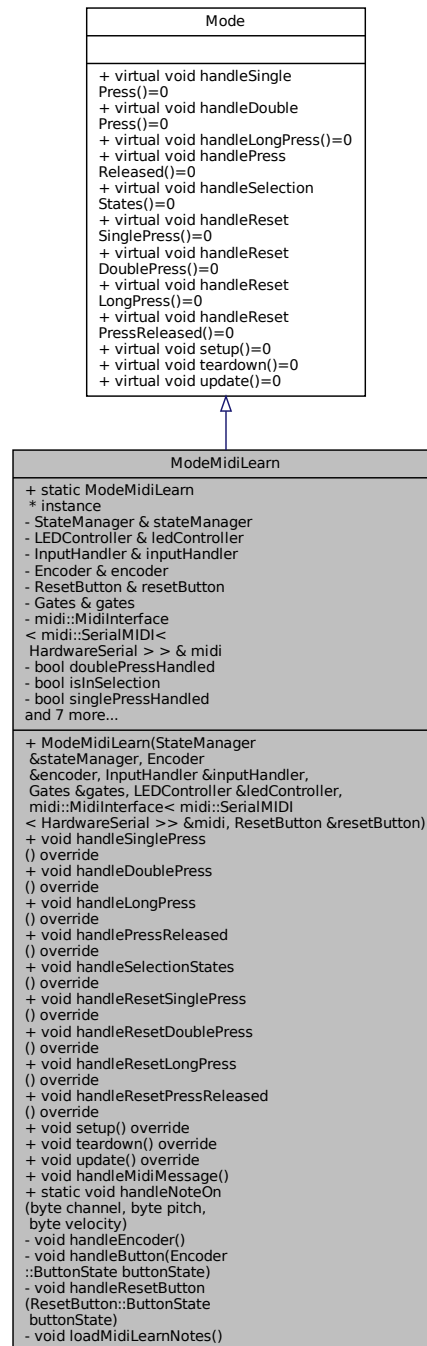 Mode
+ virtual void handleSingle
Press()=0
+ virtual void handleDouble
Press()=0
+ virtual void handleLongPress()=0
+ virtual void handlePress
Released()=0
+ virtual void handleSelection
States()=0
+ virtual void handleReset
SinglePress()=0
+ virtual void handleReset
DoublePress()=0
+ virtual void handleReset
LongPress()=0
+ virtual void handleReset
PressReleased()=0
+ virtual void setup()=0
+ virtual void teardown()=0
+ virtual void update()=0
ModeMidiLearn
+ static ModeMidiLearn
* instance
- StateManager & stateManager
- LEDController & ledController
- InputHandler & inputHandler
- Encoder & encoder
- ResetButton & resetButton
- Gates & gates
- midi::MidiInterface
< midi::SerialMIDI<
HardwareSerial > > & midi
- bool doublePressHandled
- bool isInSelection
- bool singlePressHandled
and 7 more...
+ ModeMidiLearn(StateManager
&stateManager, Encoder
&encoder, InputHandler &inputHandler,
Gates &gates, LEDController &ledController,
midi::MidiInterface< midi::SerialMIDI
< HardwareSerial >> &midi, ResetButton &resetButton)
+ void handleSinglePress
() override
+ void handleDoublePress
() override
+ void handleLongPress
() override
+ void handlePressReleased
() override
+ void handleSelectionStates
() override
+ void handleResetSinglePress
() override
+ void handleResetDoublePress
() override
+ void handleResetLongPress
() override
+ void handleResetPressReleased
() override
+ void setup() override
+ void teardown() override
+ void update() override
+ void handleMidiMessage()
+ static void handleNoteOn
(byte channel, byte pitch,
byte velocity)
- void handleEncoder()
- void handleButton(Encoder
::ButtonState buttonState)
- void handleResetButton
(ResetButton::ButtonState
buttonState)
- void loadMidiLearnNotes()